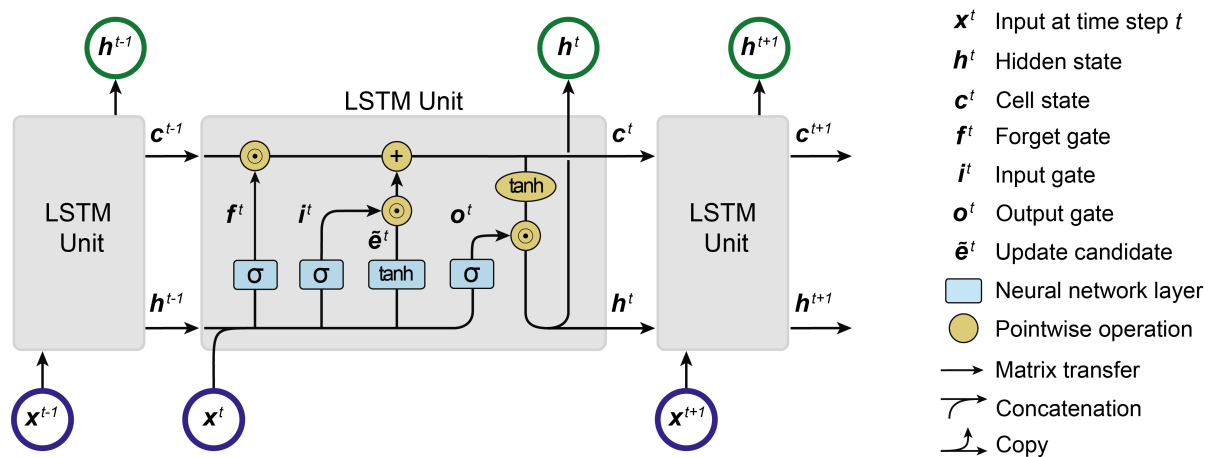 h^{t-1}
h^t
h^{t+1}
LSTM Unit
c^{t-1}
c^t
c^{t+1}
+
tanh
f^t
i^t
o^t
ẽ^t
LSTM
Unit
LSTM
Unit
σ
σ
tanh
σ
h^{t-1}
h^t
h^{t+1}
x^{t-1}
x^t
x^{t+1}
x^t Input at time step t
h^t Hidden state
c^t Cell state
f^t Forget gate
i^t Input gate
o^t Output gate
ẽ^t Update candidate
Neural network layer
Pointwise operation
Matrix transfer
Concatenation
Copy